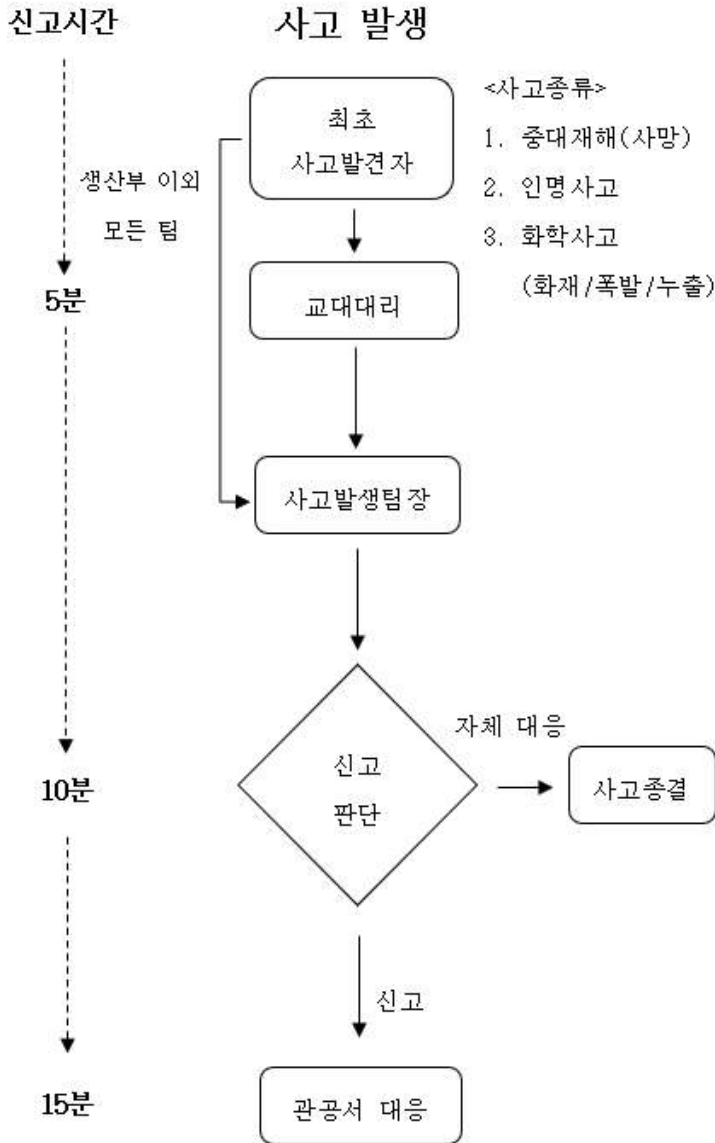 신고시간
사고 발생
최초
사고발견자
<사고종류>
1. 중대재해(사망)
2. 인명사고
3. 화학사고
(화재/폭발/누출)
생산부 이외
모든 팀
5분
교대대리
사고발생팀장
자체 대응
신고
판단
사고종결
10분
신고
15분
관공서 대응